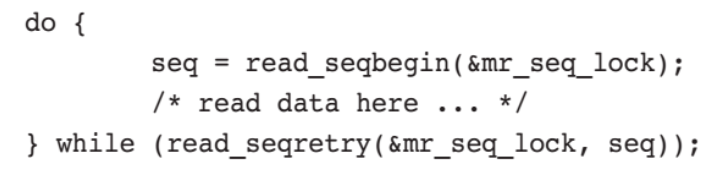 do {
        seq = read_seqbegin(&mr_seq_lock);
        /* read data here ... */
} while (read_seqretry(&mr_seq_lock, seq));